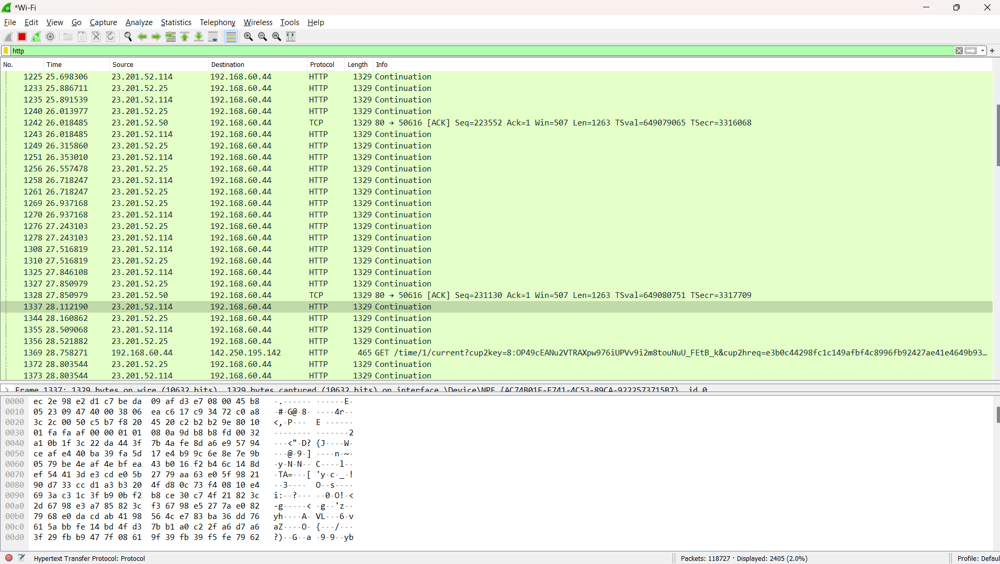 *Wi-Fi
File Edit View Go Capture Analyze Statistics Telephony Wireless Tools Help
http
No. Time Source Destination Protocol Length Info
1225 25.698306 23.201.52.114 192.168.60.44 HTTP 1329 Continuation
1233 25.886711 23.201.52.25 192.168.60.44 HTTP 1329 Continuation
1235 25.891539 23.201.52.114 192.168.60.44 HTTP 1329 Continuation
1240 26.013977 23.201.52.25 192.168.60.44 HTTP 1329 Continuation
1242 26.018485 23.201.52.50 192.168.60.44 TCP 1329 80 → 50616 [ACK] Seq=223552 Ack=1 Win=507 Len=1263 TSval=649079065 TSecr=3316068
1243 26.018485 23.201.52.114 192.168.60.44 HTTP 1329 Continuation
1249 26.315860 23.201.52.25 192.168.60.44 HTTP 1329 Continuation
1251 26.353010 23.201.52.114 192.168.60.44 HTTP 1329 Continuation
1256 26.557478 23.201.52.25 192.168.60.44 HTTP 1329 Continuation
1258 26.718247 23.201.52.114 192.168.60.44 HTTP 1329 Continuation
1261 26.718247 23.201.52.25 192.168.60.44 HTTP 1329 Continuation
1269 26.937168 23.201.52.25 192.168.60.44 HTTP 1329 Continuation
1270 26.937168 23.201.52.114 192.168.60.44 HTTP 1329 Continuation
1276 27.243103 23.201.52.25 192.168.60.44 HTTP 1329 Continuation
1278 27.243103 23.201.52.114 192.168.60.44 HTTP 1329 Continuation
1308 27.516819 23.201.52.114 192.168.60.44 HTTP 1329 Continuation
1310 27.516819 23.201.52.25 192.168.60.44 HTTP 1329 Continuation
1325 27.846108 23.201.52.114 192.168.60.44 HTTP 1329 Continuation
1327 27.850979 23.201.52.25 192.168.60.44 HTTP 1329 Continuation
1328 27.850979 23.201.52.50 192.168.60.44 TCP 1329 80 → 50616 [ACK] Seq=231130 Ack=1 Win=507 Len=1263 TSval=649080751 TSecr=3317709
1337 28.112190 23.201.52.114 192.168.60.44 HTTP 1329 Continuation
1344 28.160862 23.201.52.25 192.168.60.44 HTTP 1329 Continuation
1355 28.509068 23.201.52.114 192.168.60.44 HTTP 1329 Continuation
1356 28.521882 23.201.52.25 192.168.60.44 HTTP 1329 Continuation
1369 28.758271 192.168.60.44 142.250.195.142 HTTP 465 GET /time/1/current?cup2key=8:OP49cEANu2VTRAXpw976iUPVv9i2m8touNuU_FEtB_k&cup2hreq=e3b0c44298fc1c149afbf4c8996fb92427ae41e4649b93…
1372 28.803544 23.201.52.25 192.168.60.44 HTTP 1329 Continuation
1373 28.803544 23.201.52.114 192.168.60.44 HTTP 1329 Continuation
Frame 1337: 1329 bytes on wire (10632 bits), 1329 bytes captured (10632 bits) on interface \Device\NPF_{AC74B01E-F741-4C53-89CA-9222573715B7}, id 0
0000 ec 2e 98 e2 d1 c7 be da 09 af d3 e7 08 00 45 b8 ·.······ ······E·
0010 05 23 09 47 40 00 38 06 ea c6 17 c9 34 72 c0 a8 ·#·G@·8· ····4r··
0020 3c 2c 00 50 c5 b7 f8 20 45 20 c2 b2 b2 9e 80 10 <,·P··· E ······
0030 01 fa fa af 00 00 01 01 08 0a 9d b8 b8 fd 00 32 ········ ·······2
0040 a1 0b 1f 3c 22 da 44 3f 7b 4a fe 8d a6 e9 57 94 ···<"·D? {J····W·
0050 ce af e4 40 ba 39 fa 5d 17 e4 b9 9c 6e 8e 7e 9b ···@·9·] ····n·~·
0060 05 79 be 4e af 4e bf ea 43 b0 16 f2 b4 6c 14 8d ·y·N·N·· C····l··
0070 ef 54 41 3d e3 cd e0 5b 27 79 aa 63 e0 5f 98 21 ·TA=···[ 'y·c·_·!
0080 90 d7 33 cc d1 a3 b3 20 4f d8 0c 73 f4 08 10 e4 ··3···· O··s····
0090 69 3a c3 1c 3f b9 0b f2 b8 ce 30 c7 4f 21 82 3c i:··?··· ··0·O!·<
00a0 2d 67 98 e3 a7 85 82 3c f3 67 98 e5 27 7a e0 82 -g·····< ·g··'z··
00b0 79 68 e0 da cd ab 41 98 56 4c e7 83 ba 36 dd 76 yh····A· VL···6·v
00c0 61 5a bb fe 14 bd 4f d3 7b b1 a0 c2 2f a6 d7 a6 aZ····O· {···/···
00d0 3f 29 fb b9 47 7f 08 61 9f 39 fb 39 f5 fe 79 62 ?)··G··a ·9·9··yb
Hypertext Transfer Protocol: Protocol Packets: 118727 · Displayed: 2405 (2.0%) Profile: Defaul